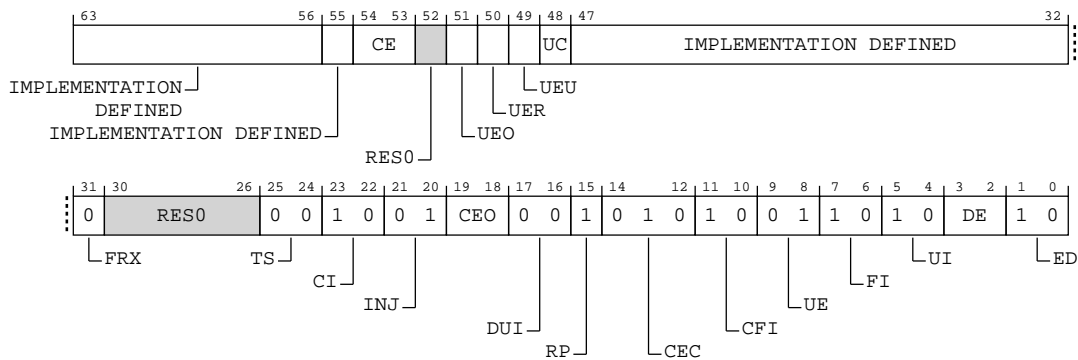 63 56 55 54 53 52 51 50 49 48 47 32
CE UC IMPLEMENTATION DEFINED
IMPLEMENTATION DEFINED
UEU
UER
IMPLEMENTATION DEFINED
UEO
RES0
31 30 26 25 24 23 22 21 20 19 18 17 16 15 14 12 11 10 9 8 7 6 5 4 3 2 1 0
0 RES0 0 0 1 0 0 1 CEO 0 0 1 0 1 0 1 0 0 1 1 0 1 0 DE 1 0
FRX TS UI ED
CI FI
INJ UE
DUI CFI
RP CEC